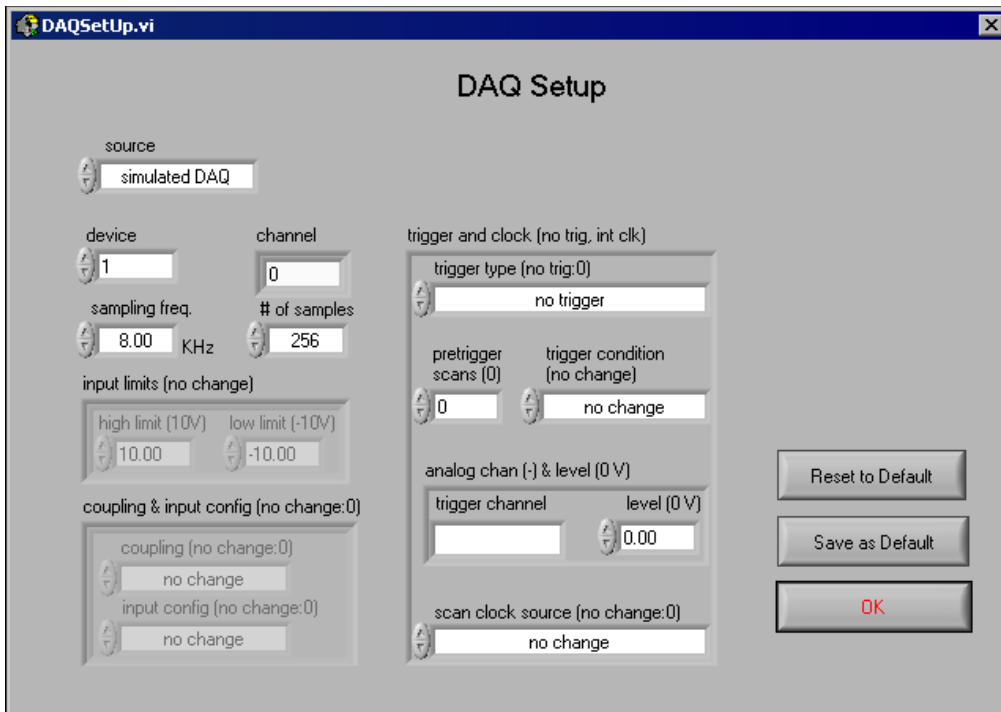 DAQSetUp.vi
DAQ Setup
source
simulated DAQ
device
channel
1
0
sampling freq.
# of samples
8.00 KHz
256
input limits (no change)
high limit (10V)
low limit (-10V)
10.00
-10.00
coupling & input config (no change:0)
coupling (no change:0)
no change
input config (no change:0)
no change
trigger and clock (no trig, int clk)
trigger type (no trig:0)
no trigger
pretrigger
scans (0)
trigger condition
(no change)
0
no change
analog chan (-) & level (0 V)
trigger channel
level (0 V)
0.00
scan clock source (no change:0)
no change
Reset to Default
Save as Default
OK